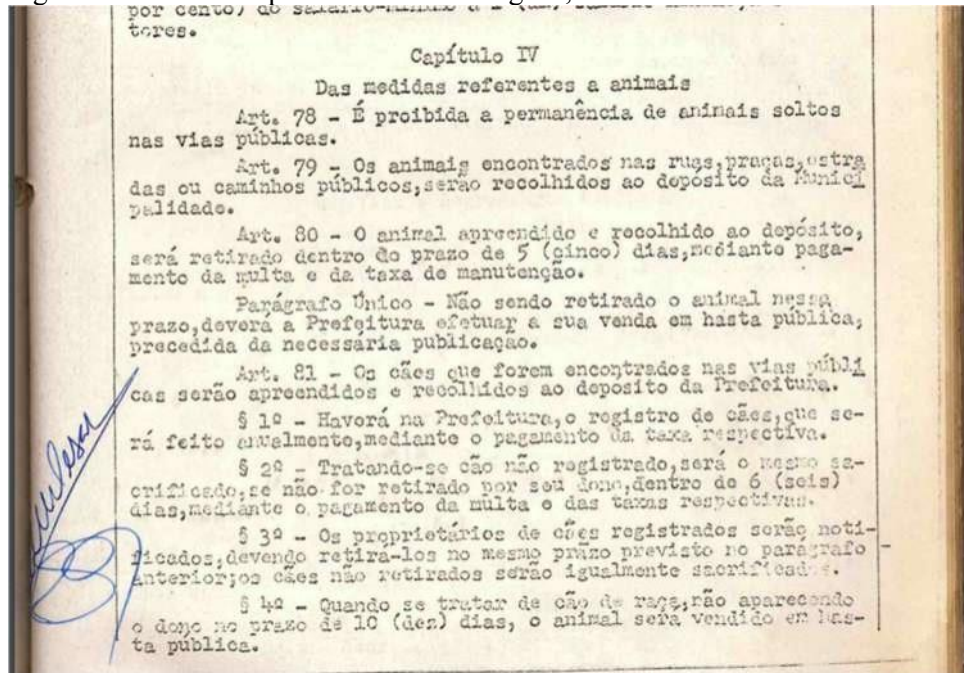 por cento) do salário-mínimo a
tores.
Capítulo IV
Das medidas referentes a animais
Art. 78 - É proibida a permanência de animais soltos
nas vias públicas.
Art. 79 - Os animais encontrados nas ruas,praças,estra
das ou caminhos públicos,serão recolhidos ao depósito da Munici
palidade.
Art. 80 - O animal apreendido e recolhido ao depósito,
será retirado dentro do prazo de 5 (cinco) dias,mediante paga-
mento da multa e da taxa de manutenção.
Parágrafo Único - Não sendo retirado o animal nesse
prazo,deverá a Prefeitura efetuar a sua venda em hasta pública,
precedida da necessária publicação.
Art. 81 - Os cães que forem encontrados nas vias públi
cas serão apreendidos e recolhidos ao deposito da Prefeitura.
§ 1º - Haverá na Prefeitura,o registro de cães,que se-
rá feito anualmente,mediante o pagamento da taxa respectiva.
§ 2º - Tratando-se cão não registrado,será o mesmo sa-
crificado,se não for retirado por seu dono,dentro de 6 (seis)
dias,mediante o pagamento da multa e das taxas respectivas.
§ 3º - Os proprietários de cães registrados serão noti-
ficados,devendo retirá-los no mesmo prazo previsto no parágrafo
anterior;os cães não retirados serão igualmente sacrificados.
§ 4º - Quando se tratar de cão de raça,não aparecendo
o dono no prazo de 10 (dez) dias, o animal será vendido em has-
ta pública.